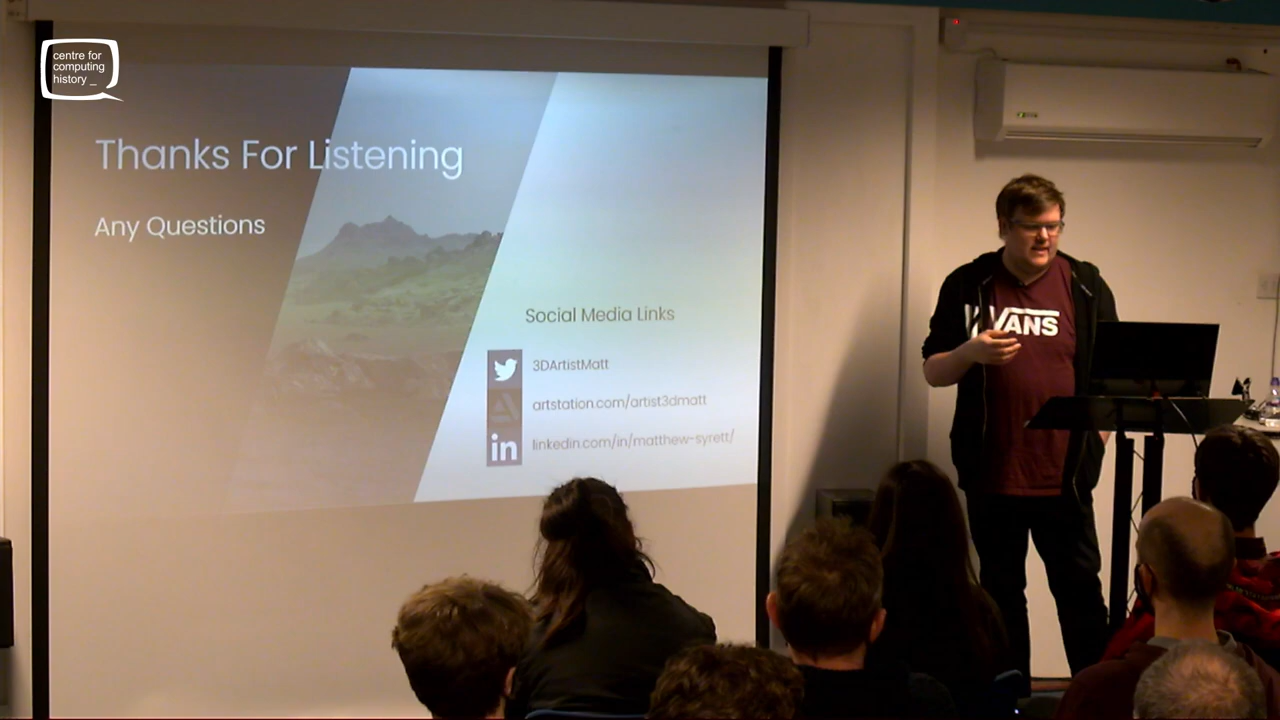 centre for
computing
history _
Thanks For Listening
Any Questions
Social Media Links
3DArtistMatt
artstation.com/artist3dmatt
in
linkedin.com/in/matthew-syrett/
VANS